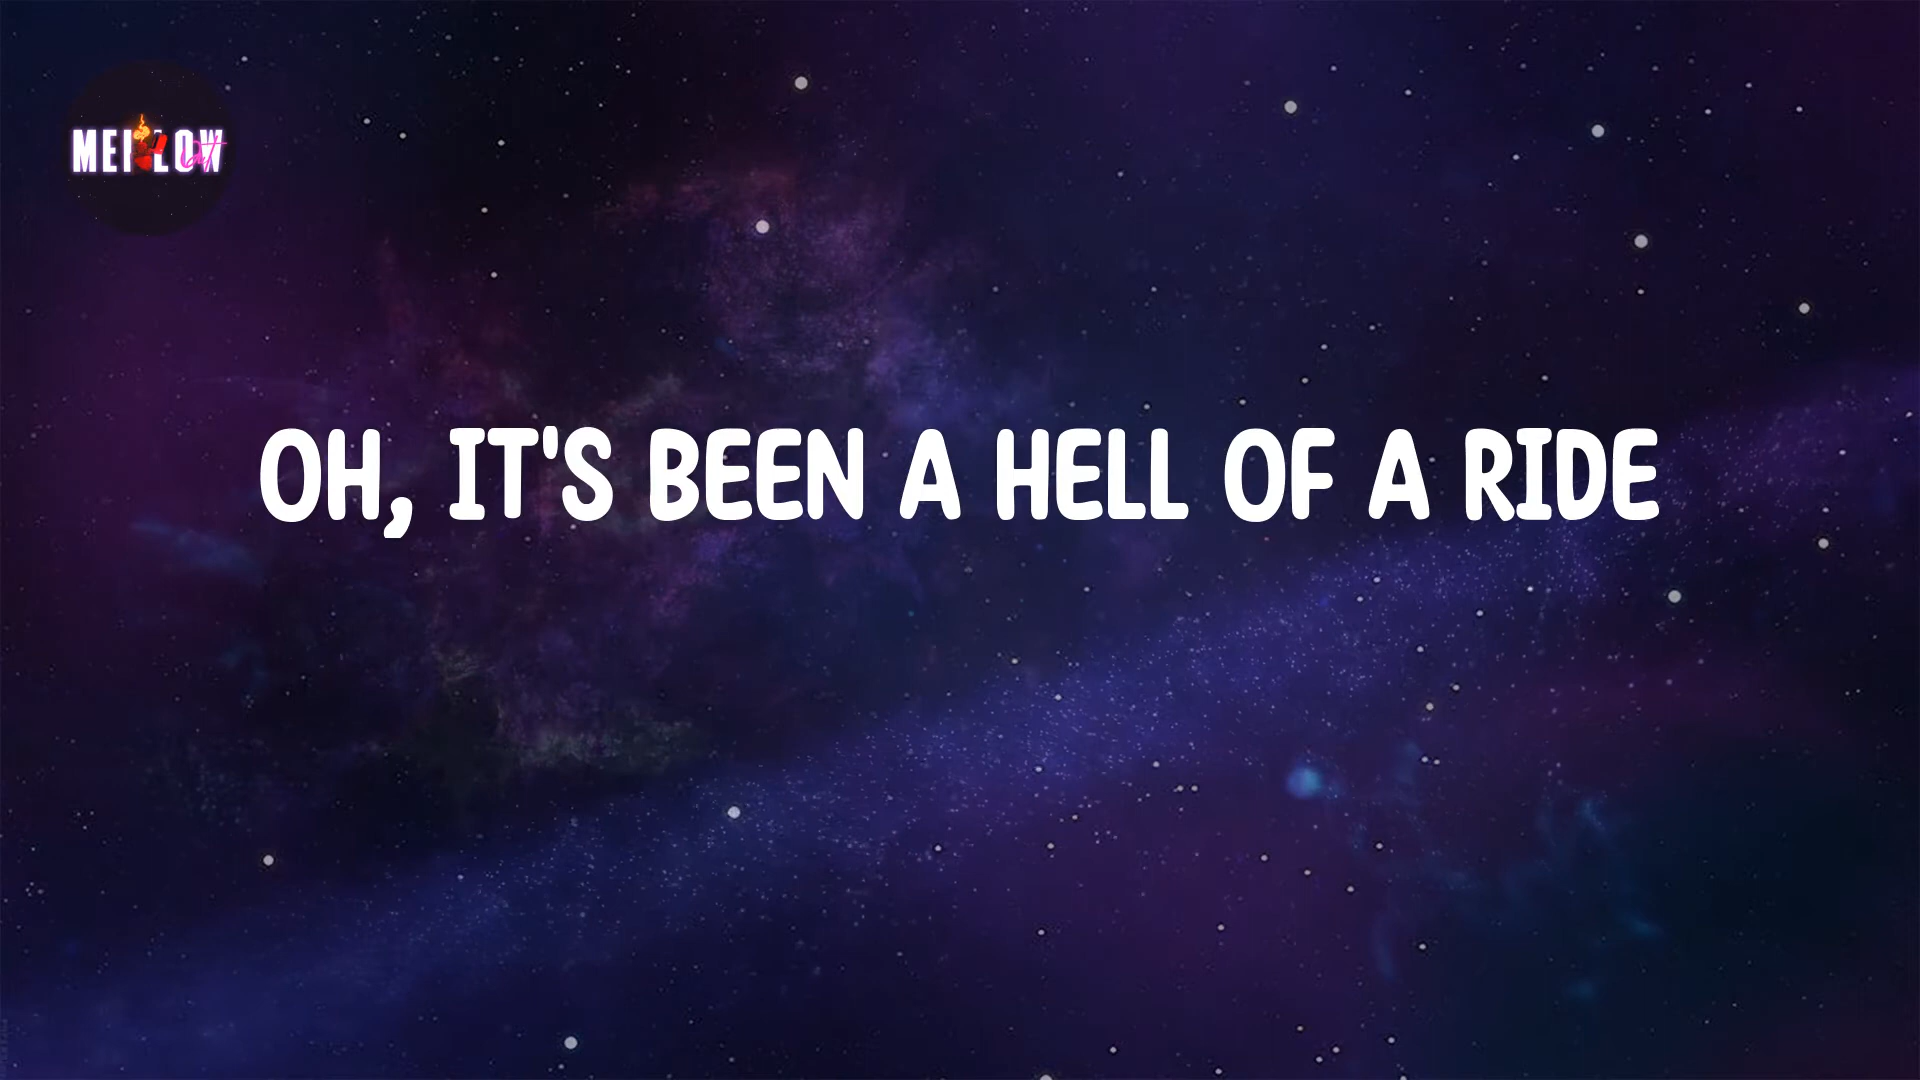 MELLOW
OH, IT'S BEEN A HELL OF A RIDE